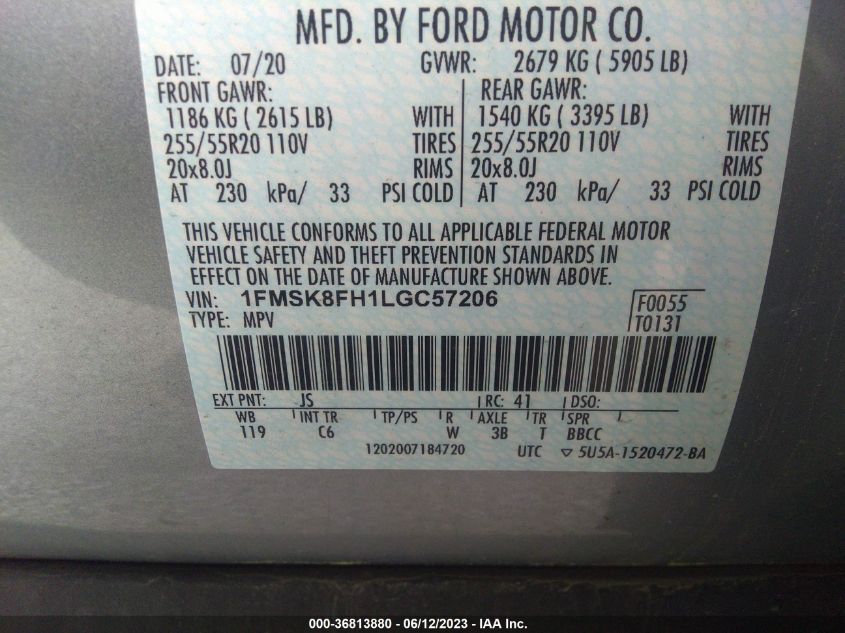 MFD. BY FORD MOTOR CO.
DATE: 07/20 GVWR: 2679 KG ( 5905 LB)
FRONT GAWR: REAR GAWR:
1186 KG ( 2615 LB) WITH 1540 KG ( 3395 LB) WITH
255/55R20 110V TIRES 255/55R20 110V TIRES
20x8.0J RIMS 20x8.0J RIMS
AT 230 kPa/ 33 PSI COLD AT 230 kPa/ 33 PSI COLD
THIS VEHICLE CONFORMS TO ALL APPLICABLE FEDERAL MOTOR
VEHICLE SAFETY AND THEFT PREVENTION STANDARDS IN
EFFECT ON THE DATE OF MANUFACTURE SHOWN ABOVE.
VIN: 1FMSK8FH1LGC57206 F0055
TYPE: MPV T0131
EXT PNT: JS RC: 41 DSO:
WB INT TR TP/PS R AXLE TR SPR
119 C6 W 3B T BBCC
1202007184720 UTC ▽ 5U5A-1520472-BA
000-36813880 - 06/12/2023 - IAA Inc.